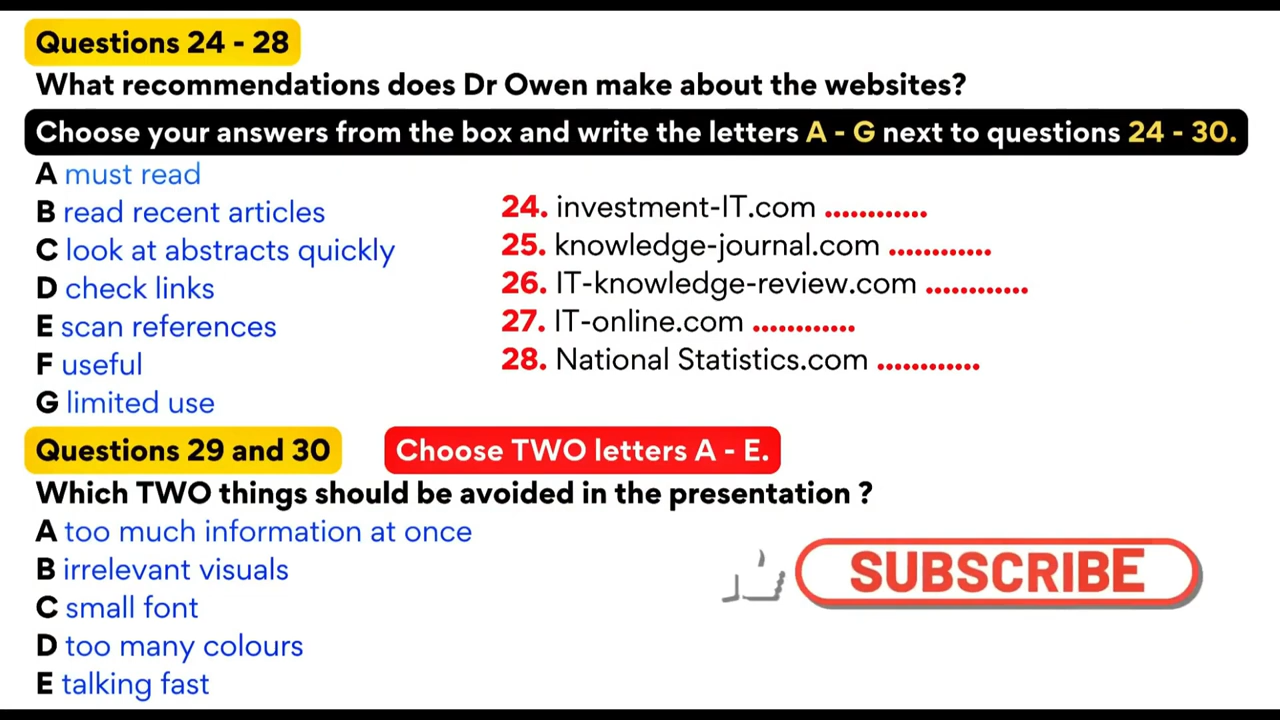 Questions 24 - 28
What recommendations does Dr Owen make about the websites?
Choose your answers from the box and write the letters A - G next to questions 24 - 30.
A must read
B read recent articles
C look at abstracts quickly
D check links
E scan references
F useful
G limited use
24. investment-IT.com ............
25. knowledge-journal.com ............
26. IT-knowledge-review.com ............
27. IT-online.com ............
28. National Statistics.com ............
Questions 29 and 30
Choose TWO letters A - E.
Which TWO things should be avoided in the presentation ?
A too much information at once
B irrelevant visuals
C small font
D too many colours
E talking fast
SUBSCRIBE